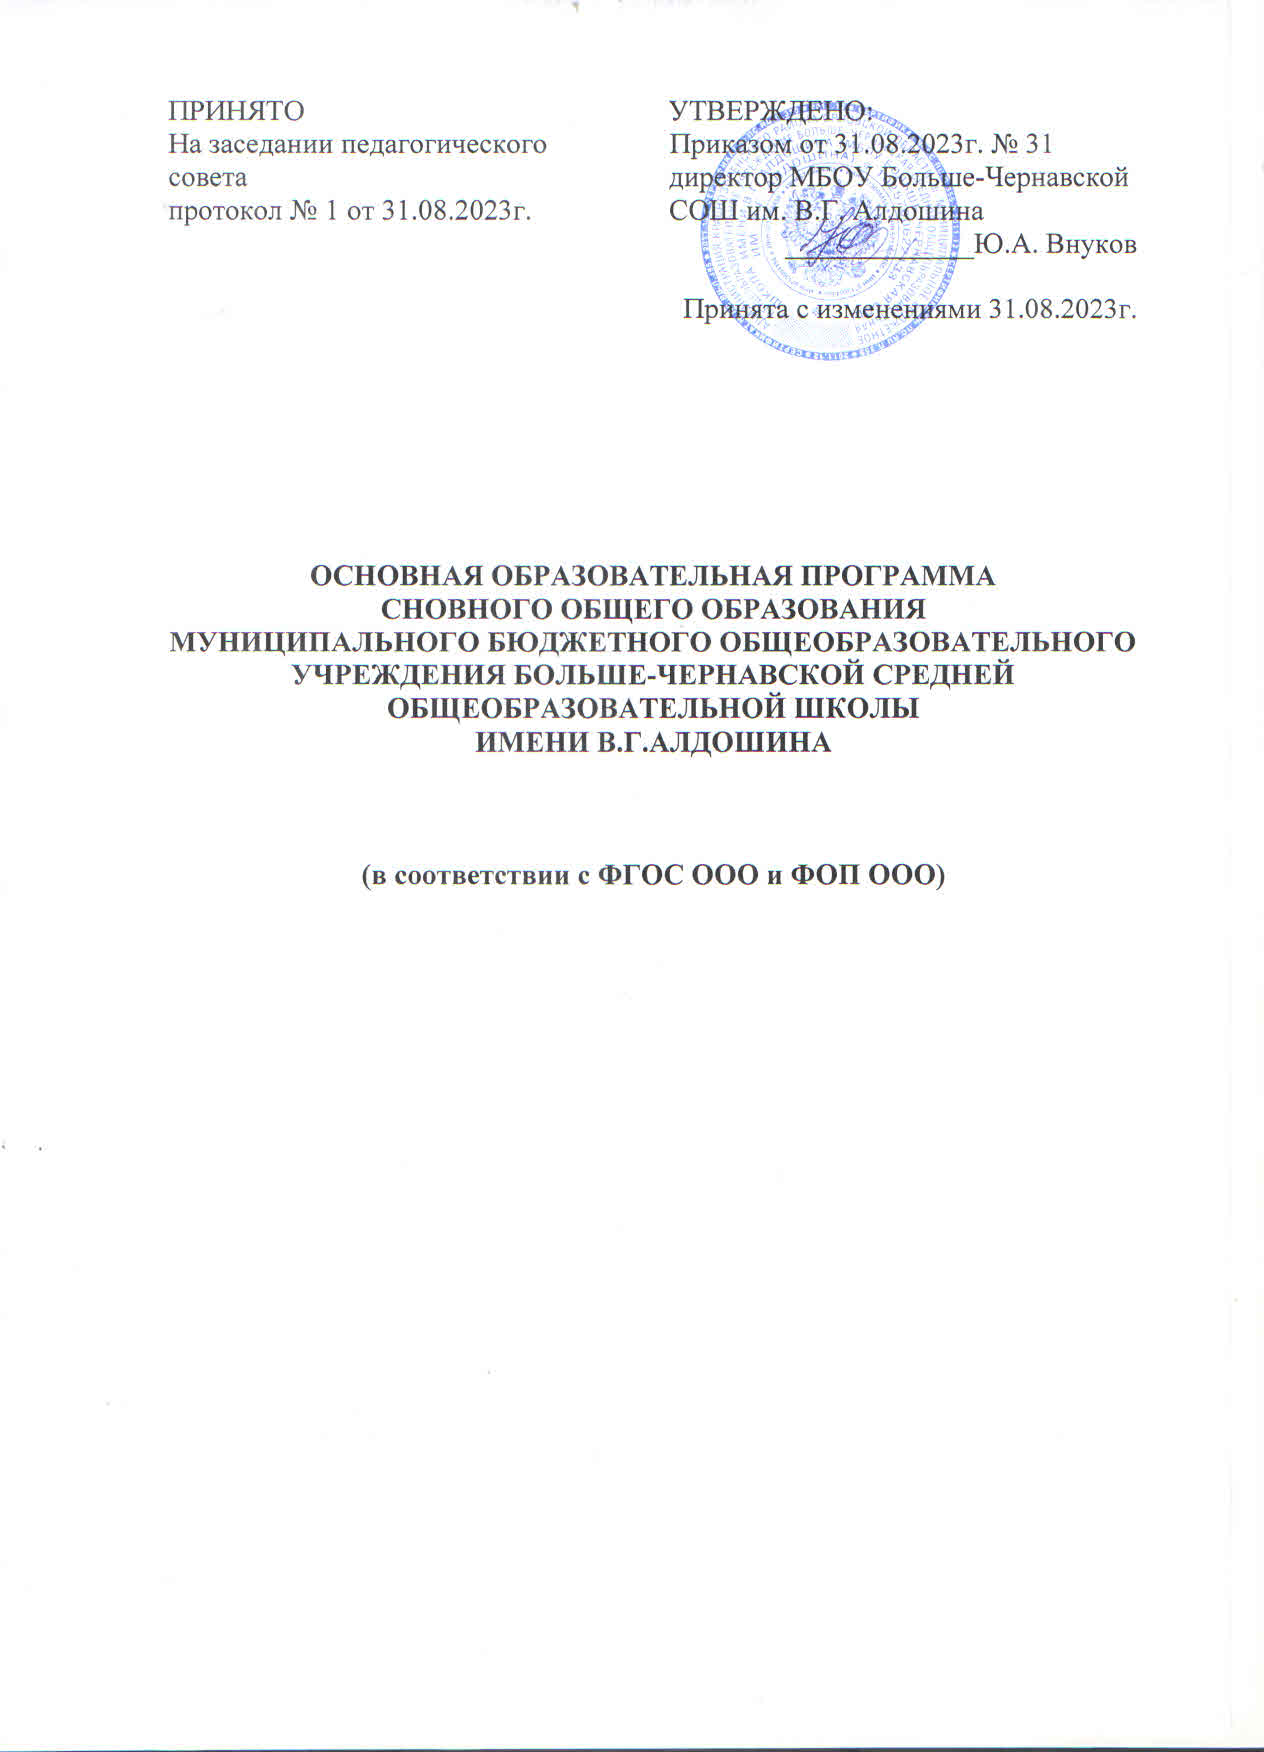 ПРИНЯТО
На заседании педагогического
совета
протокол № 1 от 31.08.2023г.
УТВЕРЖДЕНО:
Приказом от 31.08.2023г. № 31
директор МБОУ Больше-Чернавской
СОШ им. В.Г. Алдошина
_____________Ю.А. Внуков
Принята с изменениями 31.08.2023г.
ОСНОВНАЯ ОБРАЗОВАТЕЛЬНАЯ ПРОГРАММА
СНОВНОГО ОБЩЕГО ОБРАЗОВАНИЯ
МУНИЦИПАЛЬНОГО БЮДЖЕТНОГО ОБЩЕОБРАЗОВАТЕЛЬНОГО
УЧРЕЖДЕНИЯ БОЛЬШЕ-ЧЕРНАВСКОЙ СРЕДНЕЙ
ОБЩЕОБРАЗОВАТЕЛЬНОЙ ШКОЛЫ
ИМЕНИ В.Г.АЛДОШИНА
(в соответствии с ФГОС ООО и ФОП ООО)